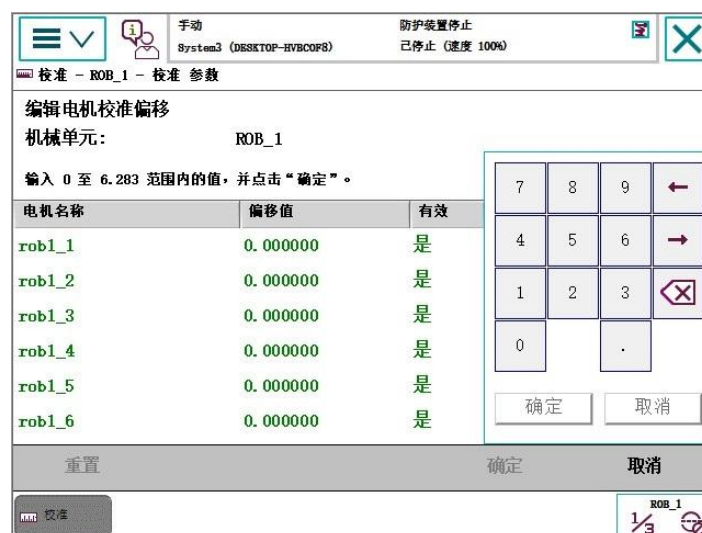 手动
防护装置停止
System3 (DESKTOP-HVBCOF8)
已停止 (速度 100%)
校准 - ROB_1 - 校准 参数
编辑电机校准偏移
机械单元: ROB_1
输入 0 至 6.283 范围内的值,并点击“确定”。
电机名称 偏移值 有效
rob1_1 0.000000 是
rob1_2 0.000000 是
rob1_3 0.000000 是
rob1_4 0.000000 是
rob1_5 0.000000 是
rob1_6 0.000000 是
7 8 9
4 5 6
1 2 3
0 .
确定 取消
重置 确定 取消
校准
ROB_1
1/3